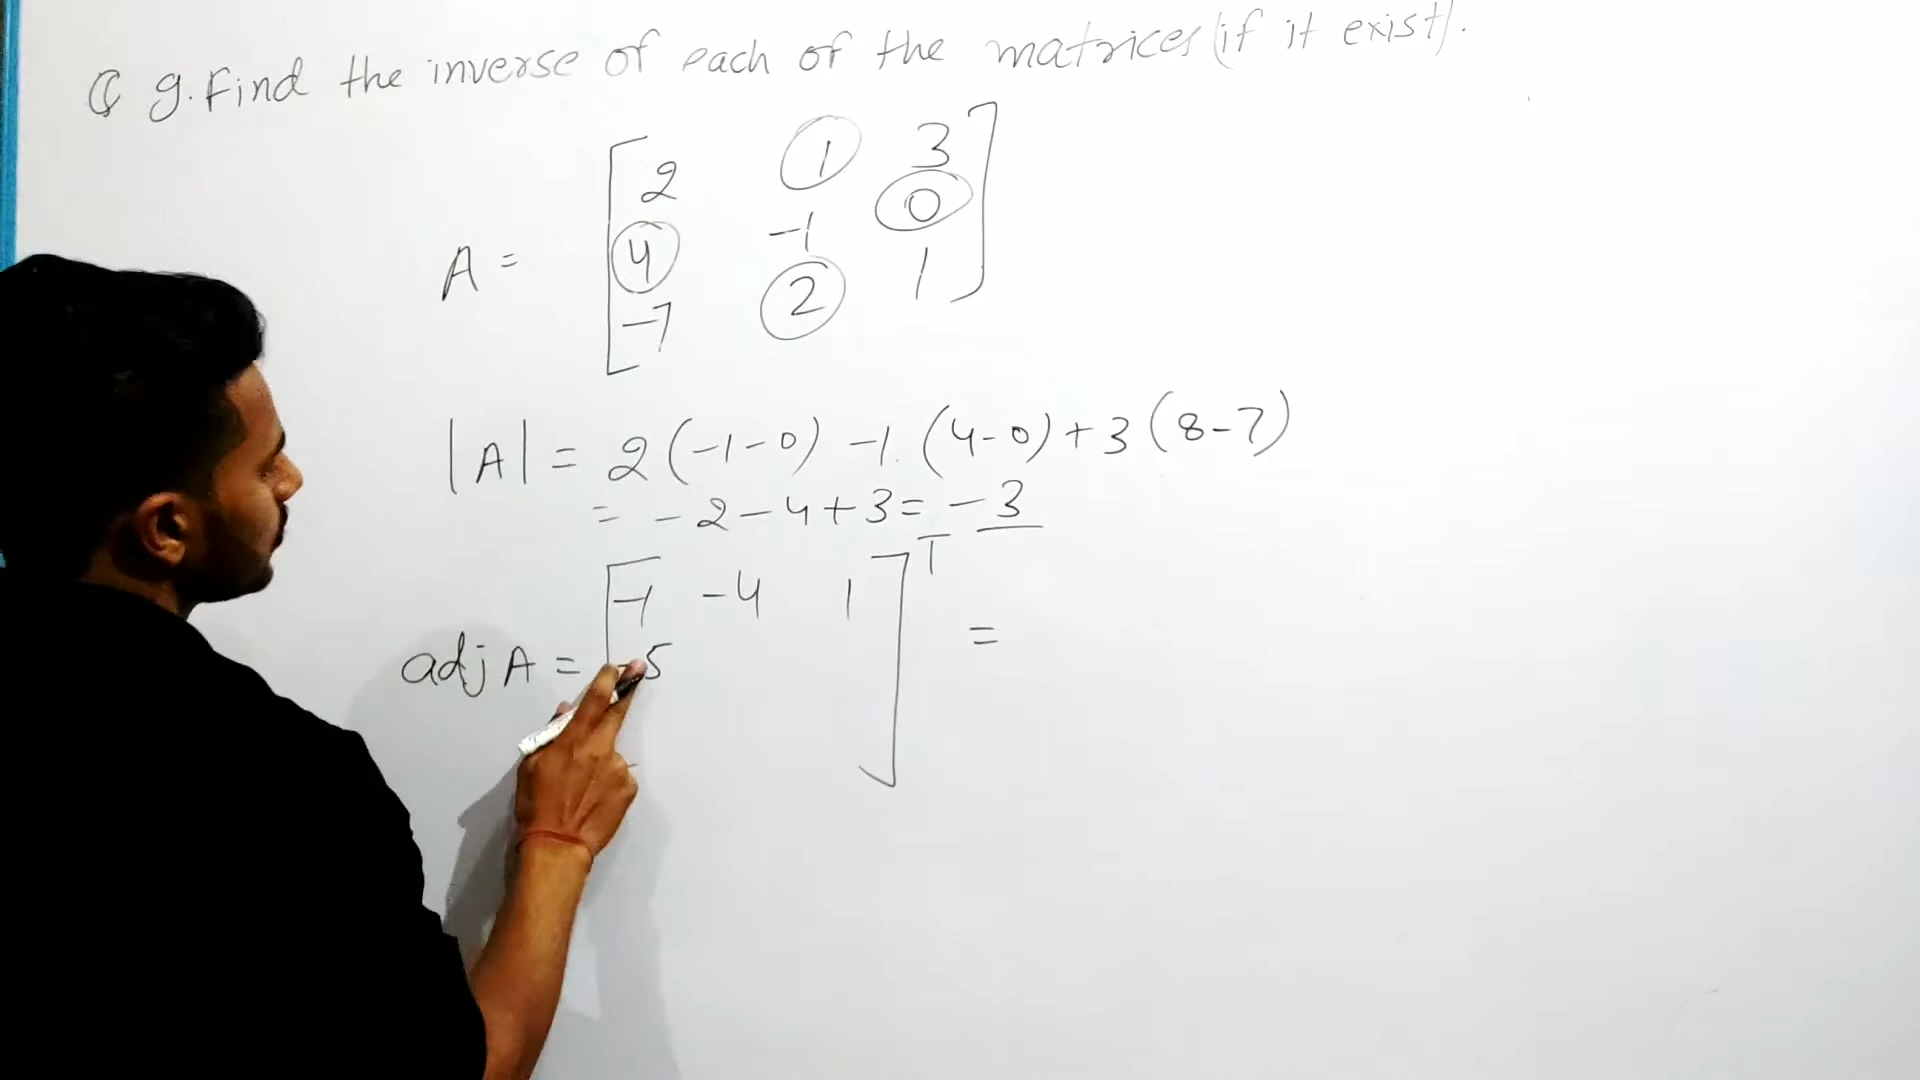 Q 9. Find the inverse of each of the matrices (if it exist).
A = [ 2 1 3
4 -1 0
-7 2 1 ]
|A| = 2(-1-0) -1. (4-0)+3(8-7)
= -2-4+3= -3
adj A = [ -1 -4 1
-5 ]ᵀ =